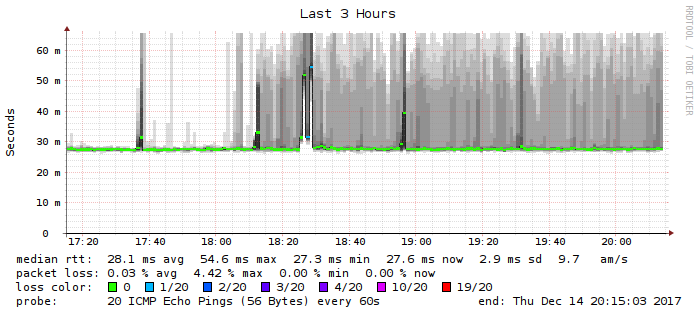 Last 3 Hours
RRDTOOL / TOBI OETIKER
Seconds
60 m
50 m
40 m
30 m
20 m
10 m
0
17:20 17:40 18:00 18:20 18:40 19:00 19:20 19:40 20:00
median rtt: 28.1 ms avg 54.6 ms max 27.3 ms min 27.6 ms now 2.9 ms sd 9.7 am/s
packet loss: 0.03 % avg 4.42 % max 0.00 % min 0.00 % now
loss color: 0 1/20 2/20 3/20 4/20 10/20 19/20
probe: 20 ICMP Echo Pings (56 Bytes) every 60s end: Thu Dec 14 20:15:03 2017